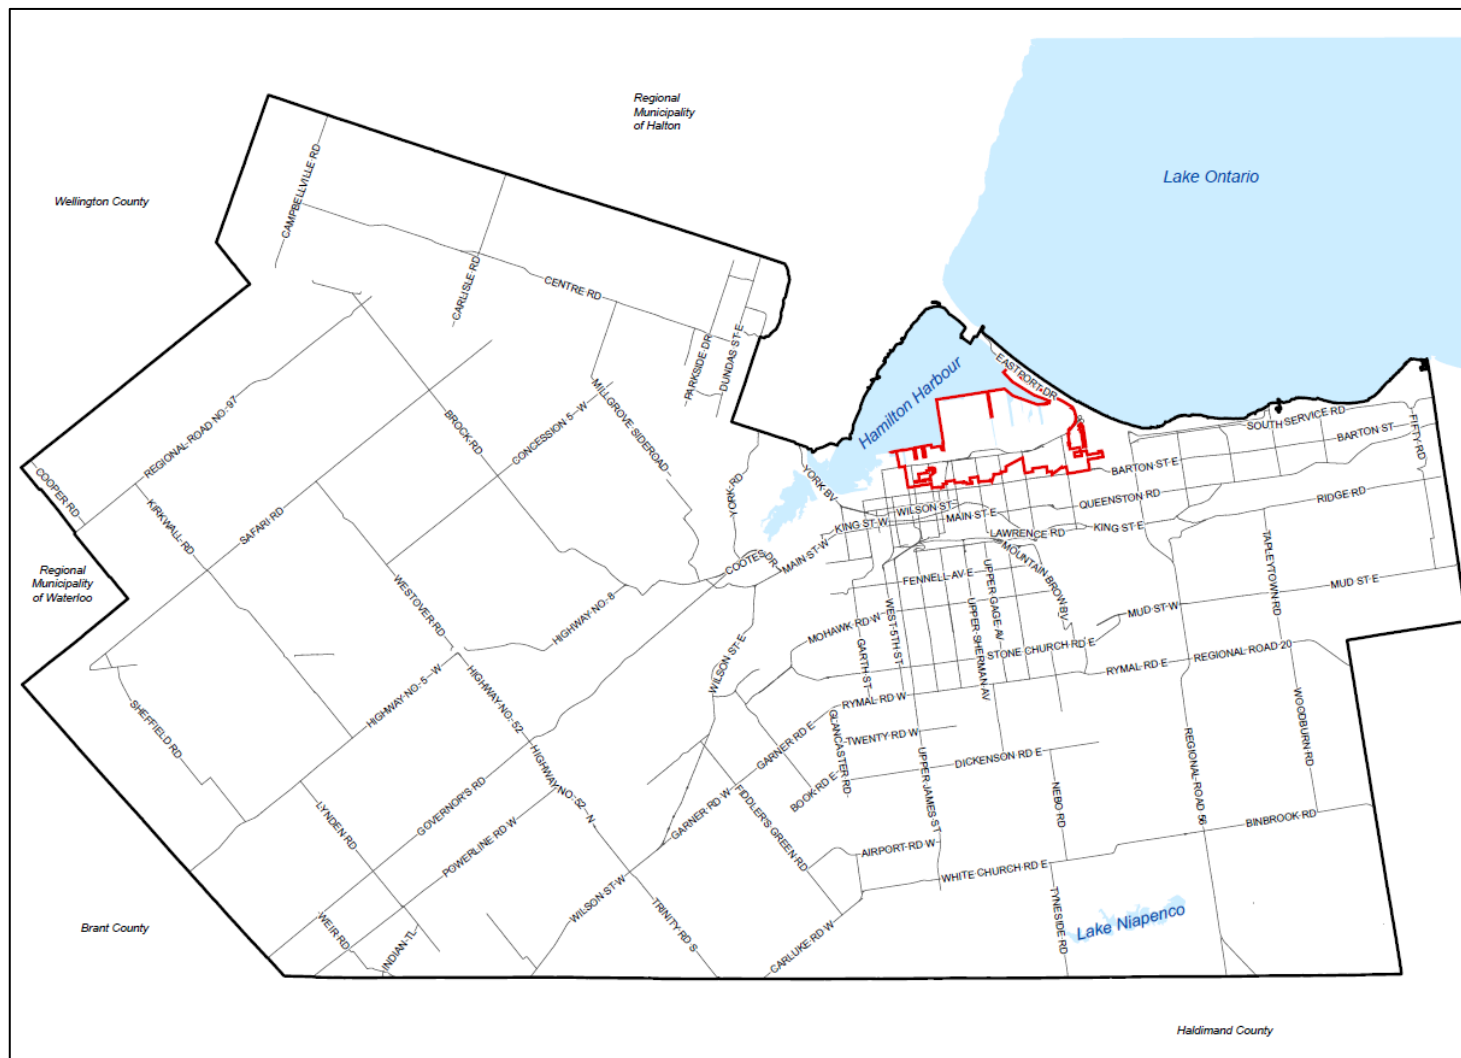 Regional
Municipality
of Halton
Wellington County
Lake Ontario
CAMPBELLVILLE RD
CARLISLE RD
CENTRE RD
PARKSIDE DR
DUNDAS ST E
EASTPORT DR
Hamilton Harbour
REGIONAL ROAD NO. 97
BROCK RD
CONCESSION 5 W
MILLGROVE SIDEROAD
SOUTH SERVICE RD
BARTON ST
FIFTY RD
COOPER RD
KIRKWALL RD
SAFARI RD
YORK RD
YORK BV
BARTON ST E
QUEENSTON RD
RIDGE RD
WILSON ST
KING ST W
MAIN ST E
LAWRENCE RD
KING ST E
MAIN ST W
COOTES DR
MOUNTAIN BROW BV
TAPLEYTOWN RD
Regional
Municipality
of Waterloo
WESTOVER RD
HIGHWAY NO. 8
FENNELL AV E
UPPER GAGE AV
UPPER SHERMAN AV
WEST 5TH ST
GARTH ST
MOHAWK RD W
MUD ST W
MUD ST E
STONE CHURCH RD E
RYMAL RD E
REGIONAL ROAD 20
WILSON ST E
SHEFFIELD RD
HIGHWAY NO. 5 W
HIGHWAY NO. 52
RYMAL RD W
GARNER RD E
GLANCASTER RD
TWENTY RD W
DICKENSON RD E
WOODBURN RD
REGIONAL ROAD 56
UPPER JAMES ST
BOOK RD E
HIGHWAY NO. 52 N
GOVERNOR'S RD
LYNDEN RD
POWERLINE RD W
GARNER RD W
FIDDLER'S GREEN RD
NEBO RD
BINBROOK RD
AIRPORT RD W
WHITE CHURCH RD E
WILSON ST W
TRINITY RD S
WEIR RD
INDIAN TL
CARLUKE RD W
TYNESIDE RD
Lake Niapenco
Brant County
Haldimand County